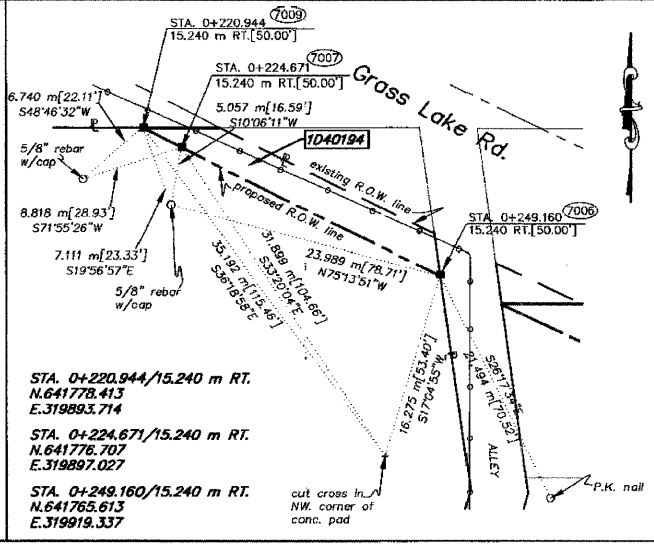 STA. 0+220.944 7009
15.240 m RT.[50.00']
7007
STA. 0+224.671
15.240 m RT.[50.00']
Grass Lake Rd.
6.740 m[22.11']
S48°46'32"W
5.057 m[16.59']
S10°06'11"W
1D40194
5/8" rebar
w/cap
existing R.O.W. line
proposed R.O.W. line
STA. 0+249.160 7006
15.240 m RT.[50.00']
8.818 m[28.93']
S71°55'26"W
7.111 m[23.33']
S19°56'57"E
5/8" rebar
w/cap
23.989 m[78.71']
N75°13'51"W
31.899 m[104.66']
S33°20'04"E
35.192 m[115.46']
S36°18'58"E
16.275 m[53.40']
S17°04'55"W
S26°17'34"E
21.494 m[70.52']
ALLEY
STA. 0+220.944/15.240 m RT.
N.641778.413
E.319893.714
STA. 0+224.671/15.240 m RT.
N.641776.707
E.319897.027
STA. 0+249.160/15.240 m RT.
N.641765.613
E.319919.337
cut cross in
NW. corner of
conc. pad
P.K. nail